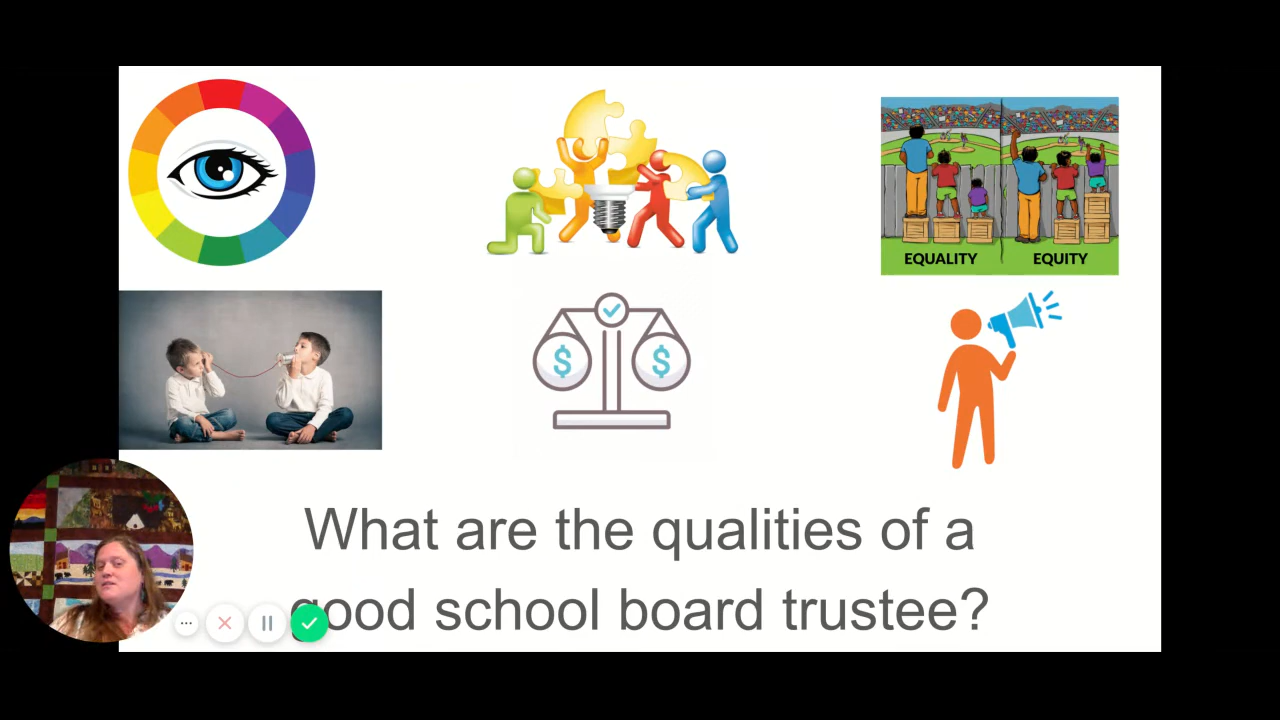 EQUALITY
EQUITY
$
$
What are the qualities of a
good school board trustee?